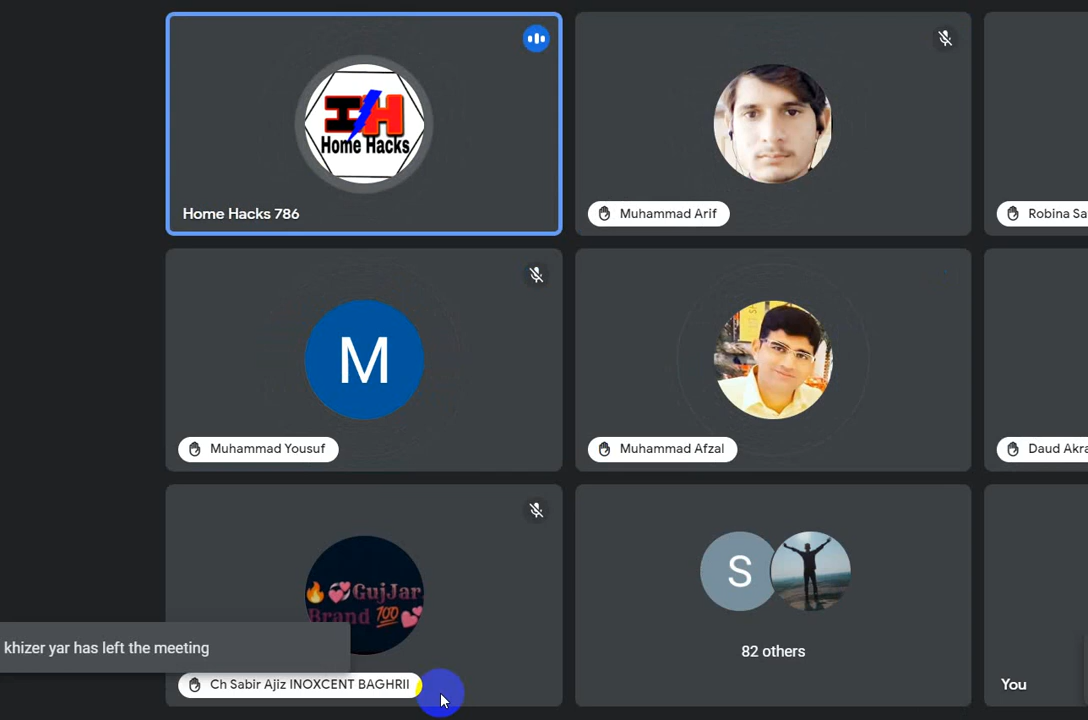 IH
Home Hacks
Home Hacks 786
Muhammad Arif
Robina Sa
M
Muhammad Yousuf
Muhammad Afzal
Daud Akra
🔥💞GujJar
Brand 💯💕
khizer yar has left the meeting
Ch Sabir Ajiz INOXCENT BAGHRII
S
82 others
You